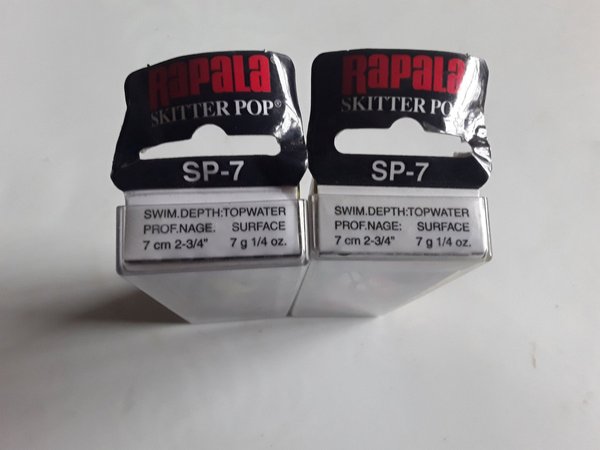 Rapala
SKITTER POP®
SP-7
SWIM.DEPTH:TOPWATER
PROF.NAGE: SURFACE
7 cm 2-3/4" 7 g 1/4 oz.
Rapala
SKITTER PO
SP-7
SWIM.DEPTH:TOPWATER
PROF.NAGE: SURFACE
7 cm 2-3/4" 7 g 1/4 oz.